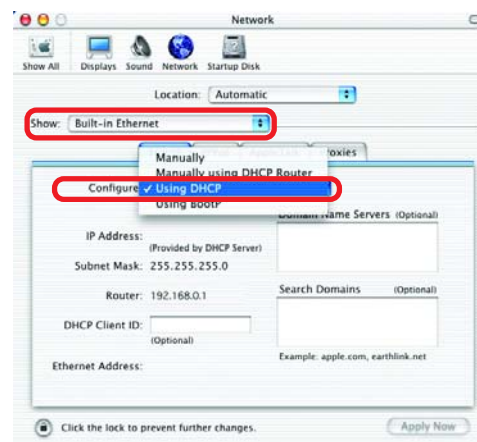 Network
Show All Displays Sound Network Startup Disk
Location: Automatic
Show: Built-in Ethernet
Proxies
Manually
Manually using DHCP Router
Configure ✓ Using DHCP
Using BootP
Domain Name Servers (Optional)
IP Address:
(Provided by DHCP Server)
Subnet Mask: 255.255.255.0
Router: 192.168.0.1
Search Domains (Optional)
DHCP Client ID:
(Optional)
Example: apple.com, earthlink.net
Ethernet Address:
Click the lock to prevent further changes.
Apply Now